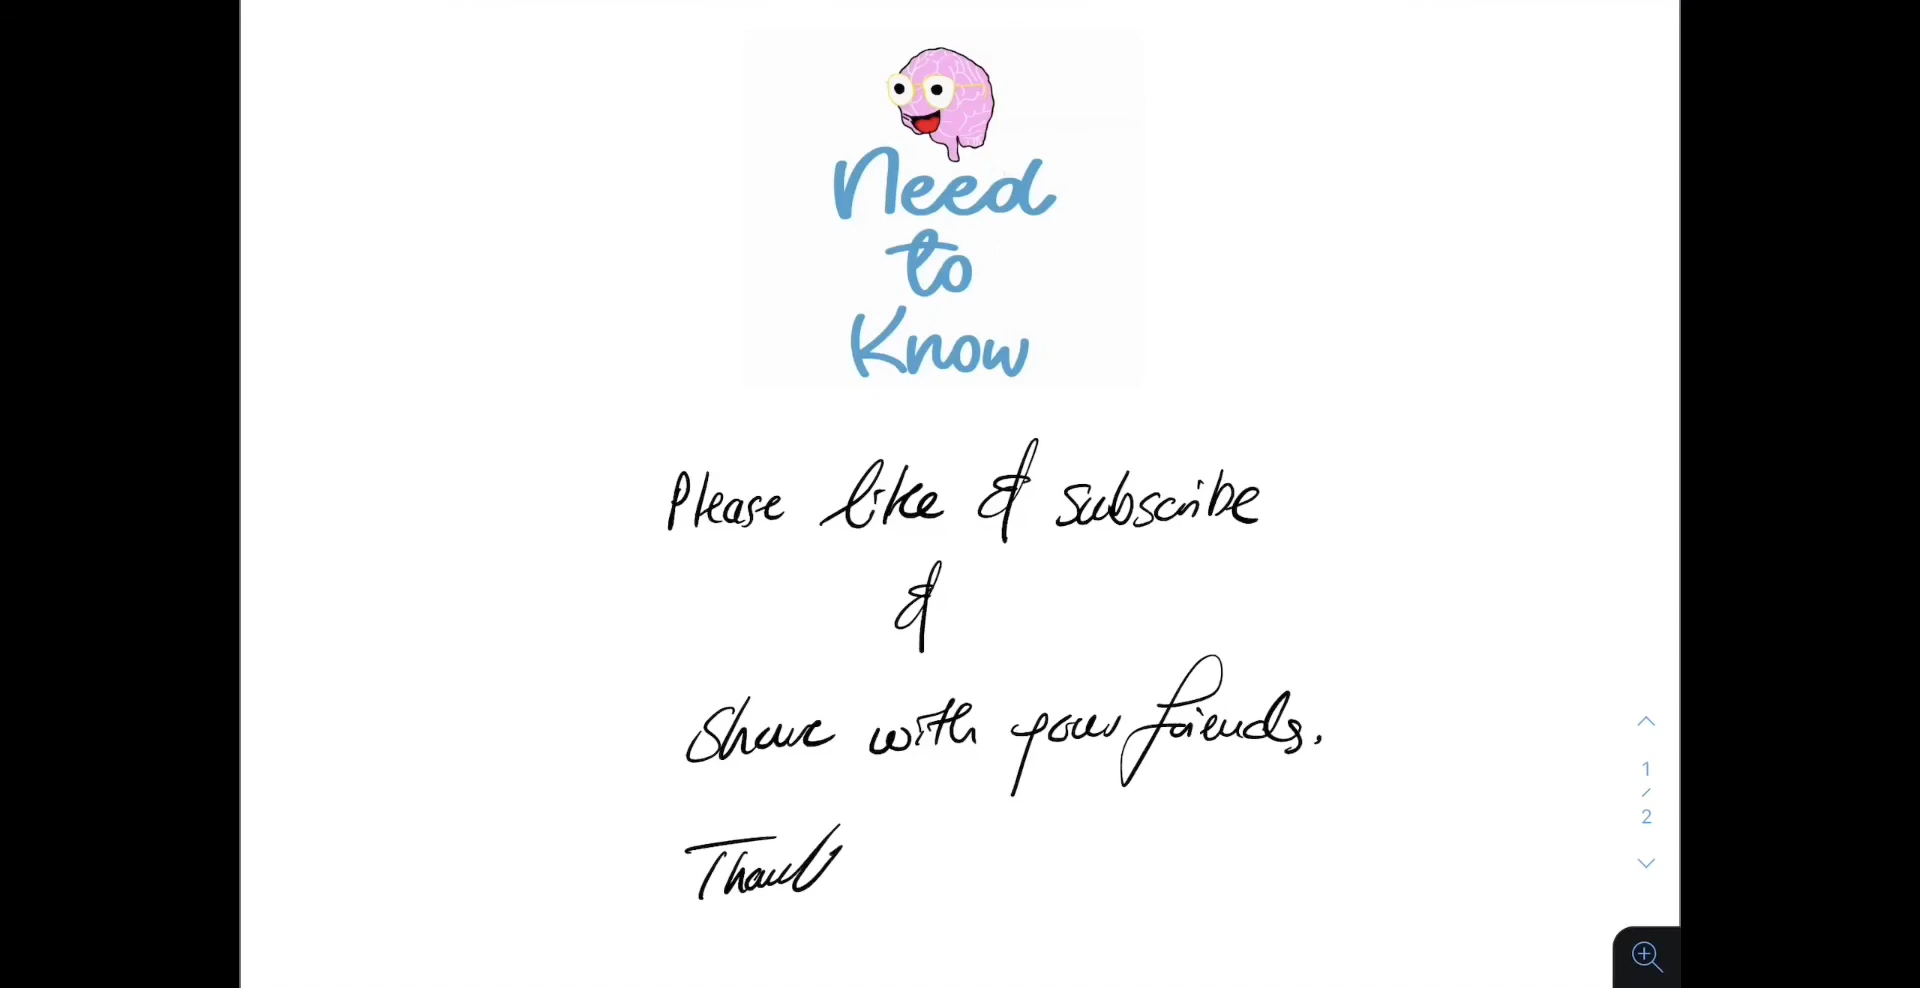 Need
to
Know
Please like & subscribe
&
Share with your friends.
Thank
1
/
2